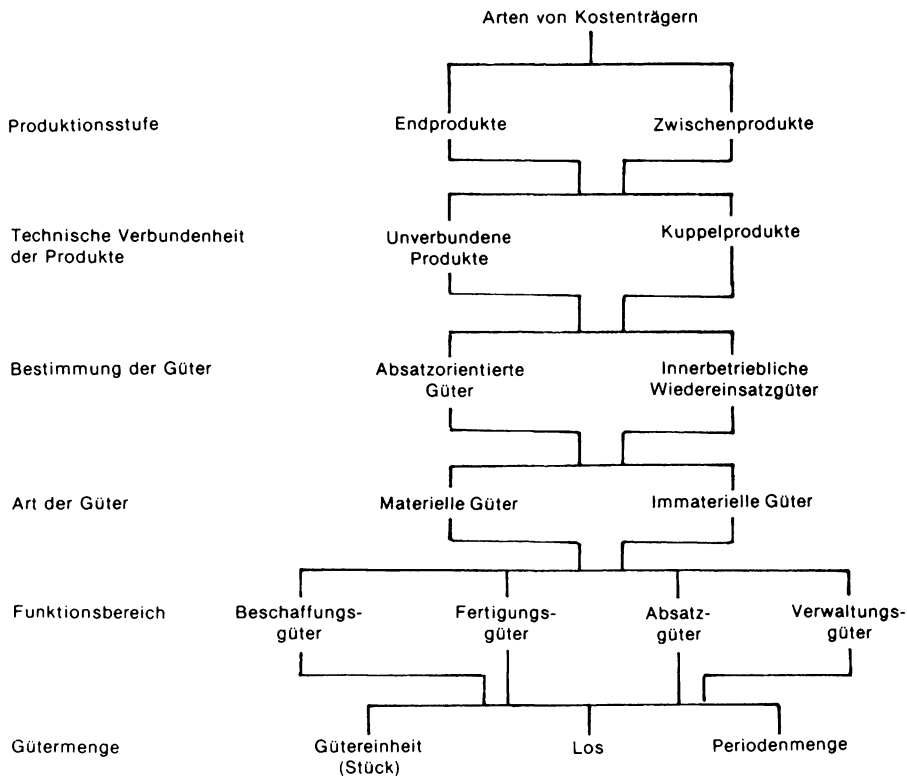 Arten von Kostenträgern
Produktionsstufe
Endprodukte
Zwischenprodukte
Technische Verbundenheit
der Produkte
Unverbundene
Produkte
Kuppelprodukte
Bestimmung der Güter
Absatzorientierte
Güter
Innerbetriebliche
Wiedereinsatzgüter
Art der Güter
Materielle Güter
Immaterielle Güter
Funktionsbereich
Beschaffungs-
güter
Fertigungs-
güter
Absatz-
güter
Verwaltungs-
güter
Gütermenge
Gütereinheit
(Stück)
Los
Periodenmenge